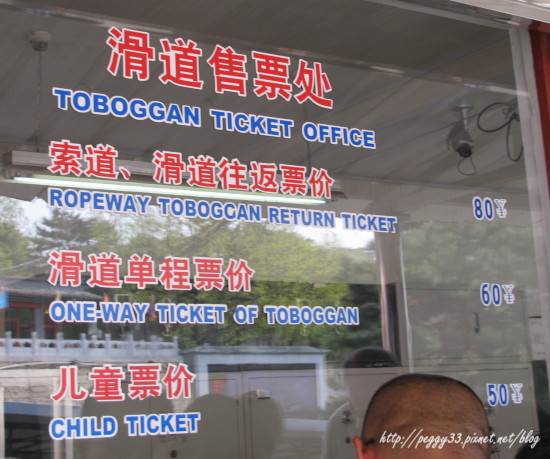 滑道售票处
TOBOGGAN TICKET OFFICE
索道、滑道往返票价
ROPEWAY TOBOGGAN RETURN TICKET 80¥
滑道单程票价
ONE-WAY TICKET OF TOBOGGAN 60¥
儿童票价
CHILD TICKET 50¥
http://peggy33.pixnet.net/blog